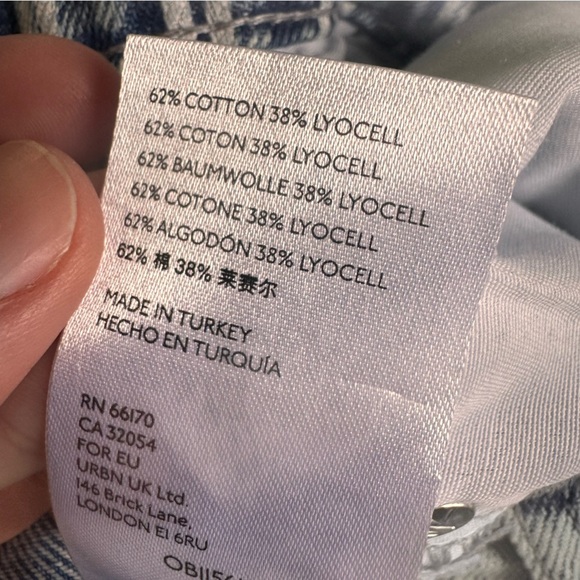 62% COTTON 38% LYOCELL
62% COTON 38% LYOCELL
62% BAUMWOLLE 38% LYOCELL
62% COTONE 38% LYOCELL
62% ALGODÓN 38% LYOCELL
62% 棉 38% 莱赛尔
MADE IN TURKEY
HECHO EN TURQUÍA
RN 66170
CA 32054
FOR EU
URBN UK Ltd.
146 Brick Lane,
LONDON E1 6RU